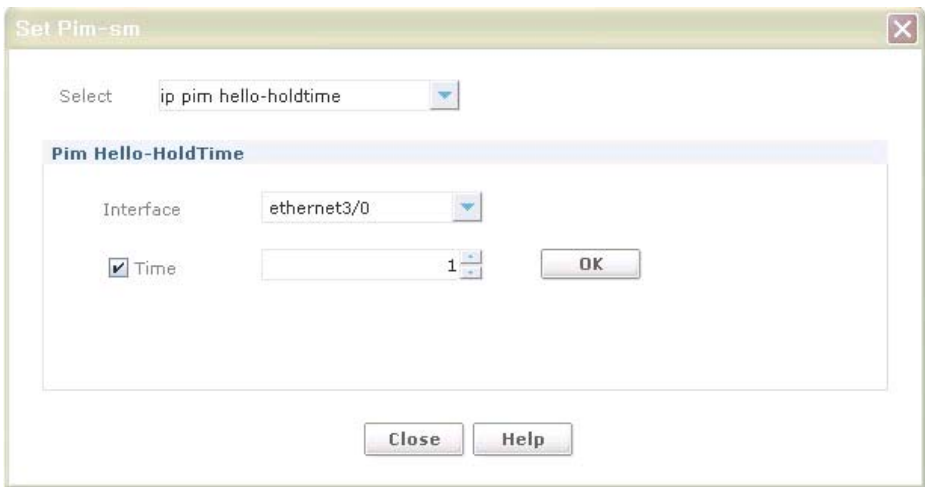 Set Pim-sm
Select ip pim hello-holdtime
Pim Hello-HoldTime
Interface ethernet3/0
Time 1 OK
Close Help